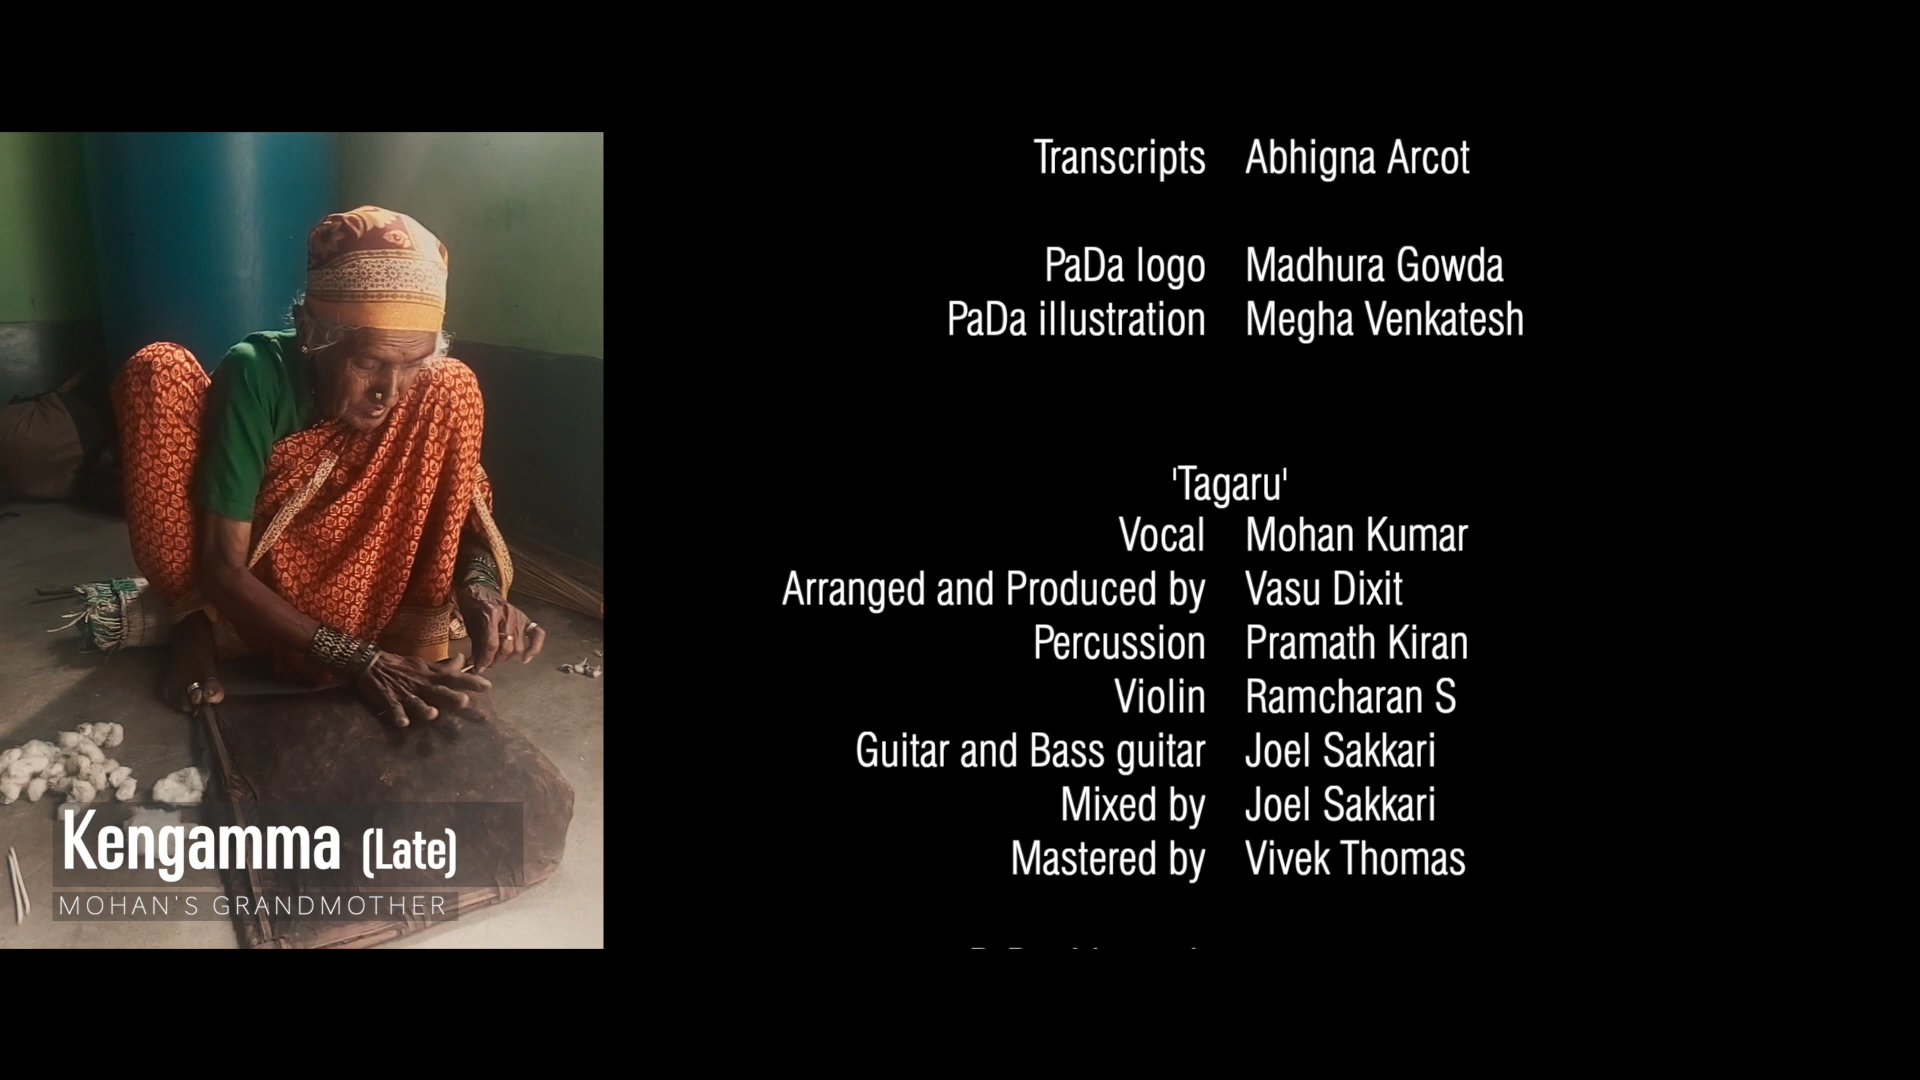 Transcripts Abhigna Arcot
PaDa logo Madhura Gowda
PaDa illustration Megha Venkatesh
'Tagaru'
Vocal Mohan Kumar
Arranged and Produced by Vasu Dixit
Percussion Pramath Kiran
Violin Ramcharan S
Guitar and Bass guitar Joel Sakkari
Mixed by Joel Sakkari
Mastered by Vivek Thomas
Kengamma (Late)
MOHAN'S GRANDMOTHER